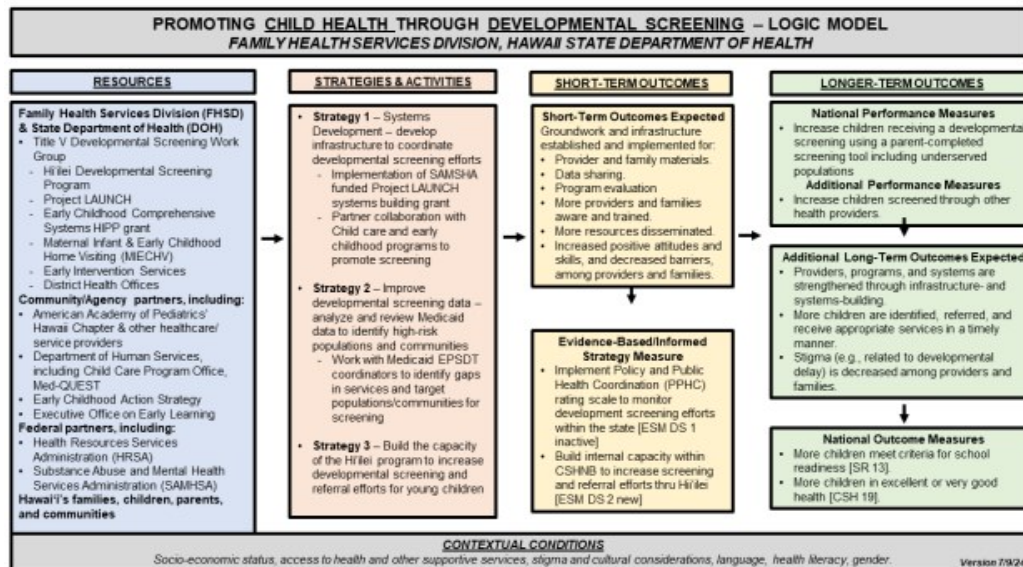 PROMOTING CHILD HEALTH THROUGH DEVELOPMENTAL SCREENING – LOGIC MODEL
FAMILY HEALTH SERVICES DIVISION, HAWAII STATE DEPARTMENT OF HEALTH
RESOURCES
Family Health Services Division (FHSD)
& State Department of Health (DOH)
• Title V Developmental Screening Work
Group
- Hi'ilei Developmental Screening
Program
- Project LAUNCH
- Early Childhood Comprehensive
Systems HIPP grant
- Maternal Infant & Early Childhood
Home Visiting (MIECHV)
- Early Intervention Services
- District Health Offices
Community/Agency partners, including:
• American Academy of Pediatrics'
Hawaii Chapter & other healthcare/
service providers
• Department of Human Services,
including Child Care Program Office,
Med-QUEST
• Early Childhood Action Strategy
• Executive Office on Early Learning
Federal partners, including:
• Health Resources Services
Administration (HRSA)
• Substance Abuse and Mental Health
Services Administration (SAMHSA)
Hawai'i's families, children, parents,
and communities
STRATEGIES & ACTIVITIES
• Strategy 1 – Systems
Development – develop
infrastructure to coordinate
developmental screening efforts
- Implementation of SAMSHA
funded Project LAUNCH
systems building grant
- Partner collaboration with
Child care and early
childhood programs to
promote screening
• Strategy 2 – Improve
developmental screening data –
analyze and review Medicaid
data to identify high-risk
populations and communities
- Work with Medicaid EPSDT
coordinators to identify gaps
in services and target
populations/communities for
screening
• Strategy 3 – Build the capacity
of the Hi'ilei program to increase
developmental screening and
referral efforts for young children
SHORT-TERM OUTCOMES
Short-Term Outcomes Expected
Groundwork and infrastructure
established and implemented for:
• Provider and family materials.
• Data sharing.
• Program evaluation
• More providers and families
aware and trained.
• More resources disseminated.
• Increased positive attitudes and
skills, and decreased barriers,
among providers and families.
Evidence-Based/Informed
Strategy Measure
• Implement Policy and Public
Health Coordination (PPHC)
rating scale to monitor
development screening efforts
within the state [ESM DS 1
inactive]
• Build internal capacity within
CSHNB to increase screening
and referral efforts thru Hi'ilei
[ESM DS 2 new]
LONGER-TERM OUTCOMES
National Performance Measures
• Increase children receiving a developmental
screening using a parent-completed
screening tool including underserved
populations
Additional Performance Measures
• Increase children screened through other
health providers.
Additional Long-Term Outcomes Expected
• Providers, programs, and systems are
strengthened through infrastructure- and
systems-building.
• More children are identified, referred, and
receive appropriate services in a timely
manner.
• Stigma (e.g., related to developmental
delay) is decreased among providers and
families.
National Outcome Measures
• More children meet criteria for school
readiness [SR 13].
• More children in excellent or very good
health [CSH 19].
CONTEXTUAL CONDITIONS
Socio-economic status, access to health and other supportive services, stigma and cultural considerations, language, health literacy, gender.
Version 7/9/24